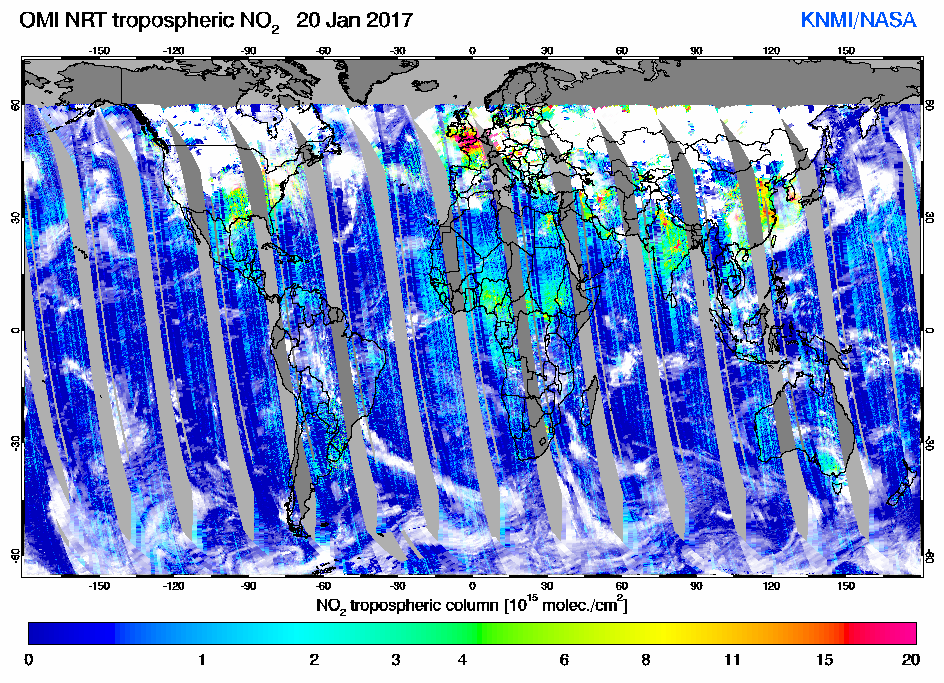 OMI NRT tropospheric NO2 20 Jan 2017 KNMI/NASA
-150 -120 -90 -60 -30 0 30 60 90 120 150
60 60
30 30
0 0
-30 -30
-60 -60
-150 -120 -90 -60 -30 0 30 60 90 120 150
NO2 tropospheric column [10^15 molec./cm^2]
0 1 2 3 4 6 8 11 15 20